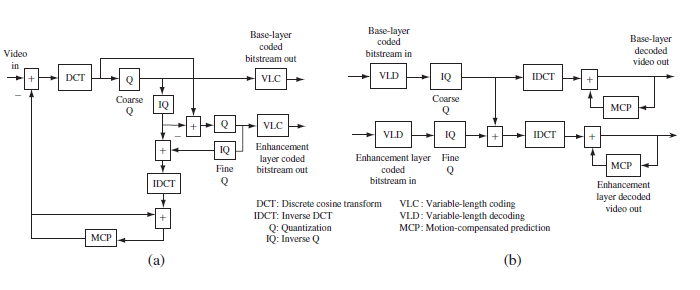 Video
in
+
−
DCT
Q
Coarse
Q
IQ
Base-layer
coded
bitstream out
VLC
+
−
Q
VLC
Enhancement
layer coded
bitstream out
+
IQ
Fine
Q
IDCT
+
MCP
(a)
Base-layer
coded
bitstream in
VLD
IQ
Coarse
Q
IDCT
+
MCP
Base-layer
decoded
video out
VLD
Enhancement layer
coded
bitstream in
IQ
Fine
Q
+
IDCT
+
MCP
Enhancement
layer decoded
video out
DCT: Discrete cosine transform
IDCT: Inverse DCT
Q: Quantization
IQ: Inverse Q
VLC: Variable-length coding
VLD: Variable-length decoding
MCP: Motion-compensated prediction
(b)